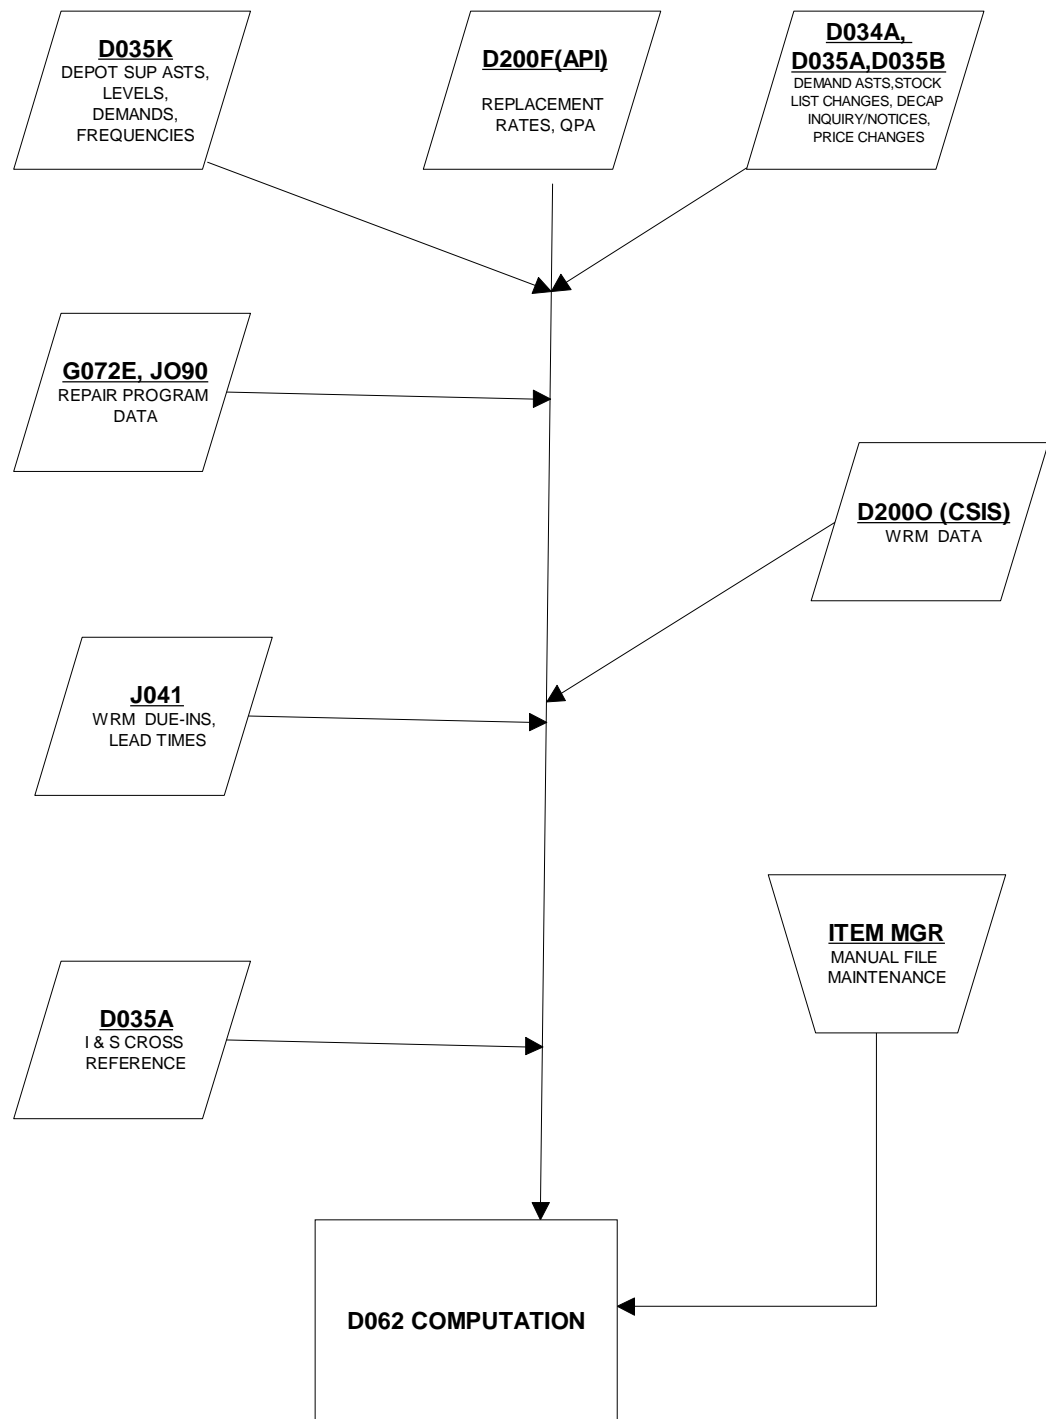 D035K
DEPOT SUP ASTS,
LEVELS,
DEMANDS,
FREQUENCIES
D200F(API)
REPLACEMENT
RATES, QPA
D034A,
D035A,D035B
DEMAND ASTS,STOCK
LIST CHANGES, DECAP
INQUIRY/NOTICES,
PRICE CHANGES
G072E, JO90
REPAIR PROGRAM
DATA
D200O (CSIS)
WRM DATA
J041
WRM DUE-INS,
LEAD TIMES
ITEM MGR
MANUAL FILE
MAINTENANCE
D035A
I & S CROSS
REFERENCE
D062 COMPUTATION